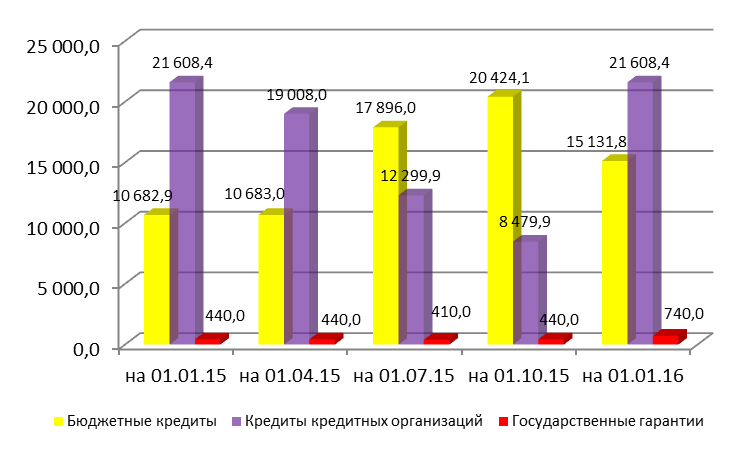 25 000,0
20 000,0
15 000,0
10 000,0
5 000,0
0,0
10 682,9
21 608,4
440,0
10 683,0
19 008,0
440,0
17 896,0
12 299,9
410,0
20 424,1
8 479,9
440,0
15 131,8
21 608,4
740,0
на 01.01.15
на 01.04.15
на 01.07.15
на 01.10.15
на 01.01.16
Бюджетные кредиты
Кредиты кредитных организаций
Государственные гарантии